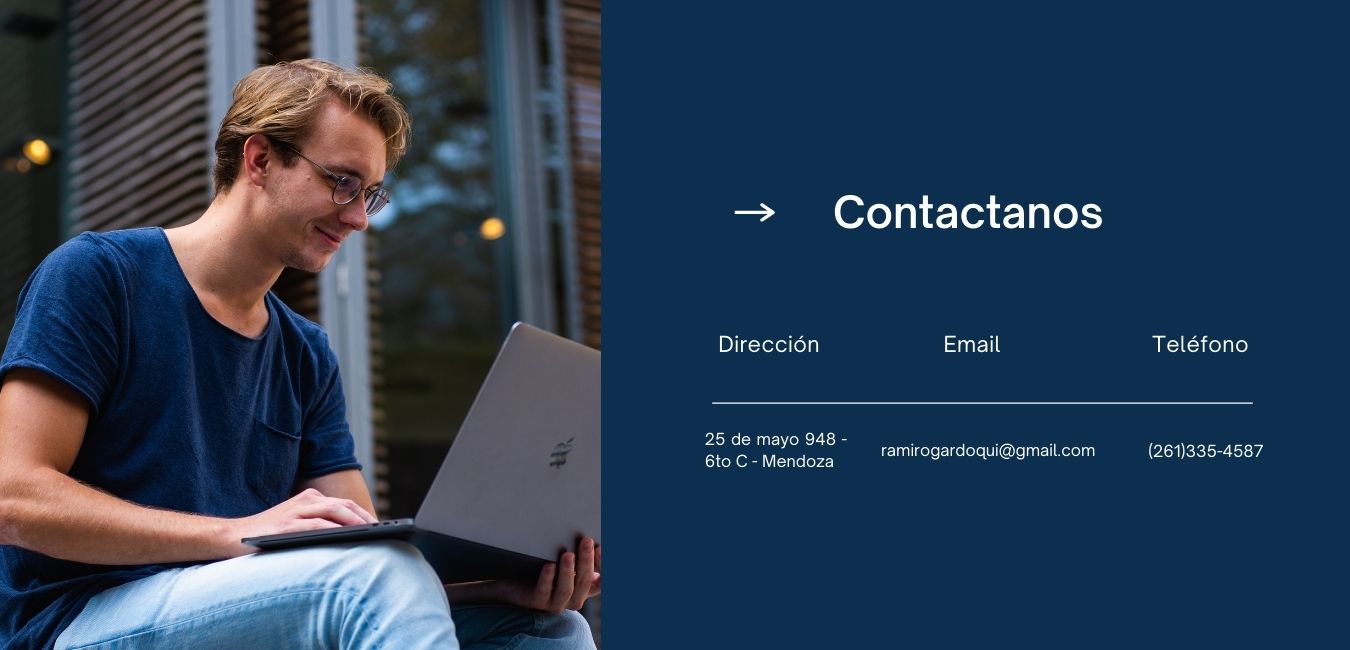 → Contactanos
Dirección
Email
Teléfono
25 de mayo 948 -
6to C - Mendoza
ramirogardoqui@gmail.com
(261)335-4587